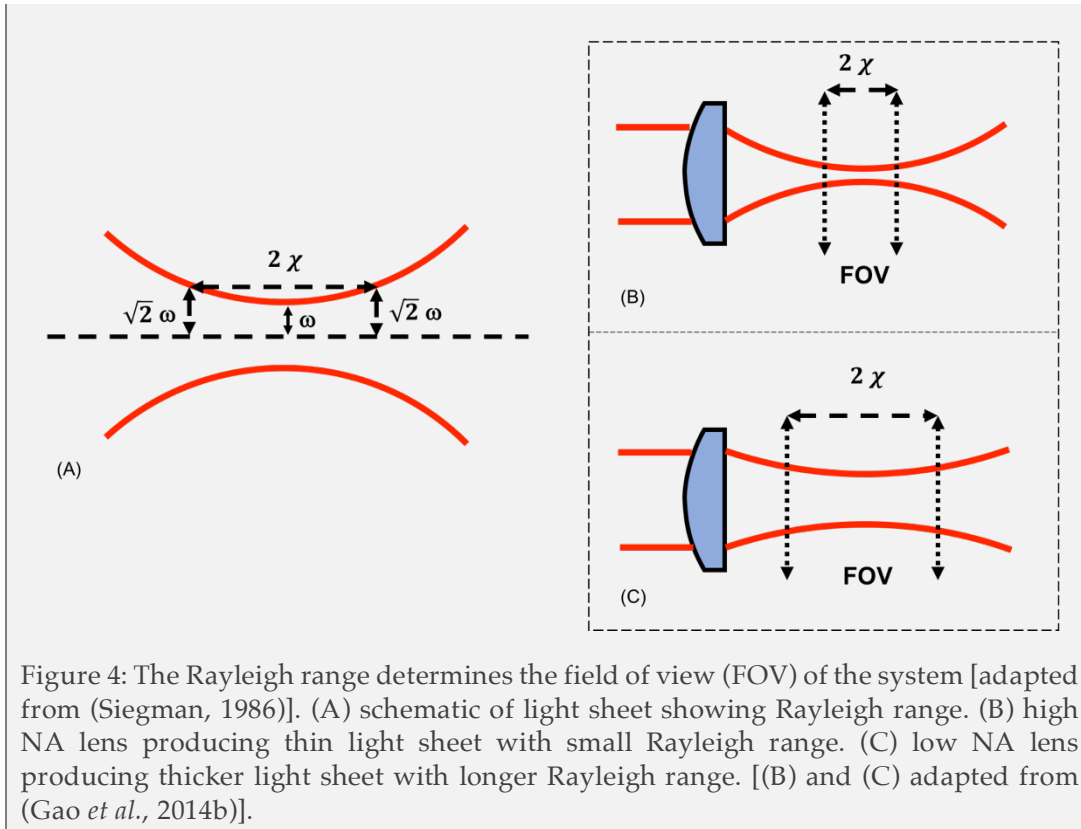 2 χ
√2 ω
ω
√2 ω
(A)
2 χ
FOV
(B)
2 χ
FOV
(C)
Figure 4: The Rayleigh range determines the field of view (FOV) of the system [adapted
from (Siegman, 1986)]. (A) schematic of light sheet showing Rayleigh range. (B) high
NA lens producing thin light sheet with small Rayleigh range. (C) low NA lens
producing thicker light sheet with longer Rayleigh range. [(B) and (C) adapted from
(Gao et al., 2014b)].